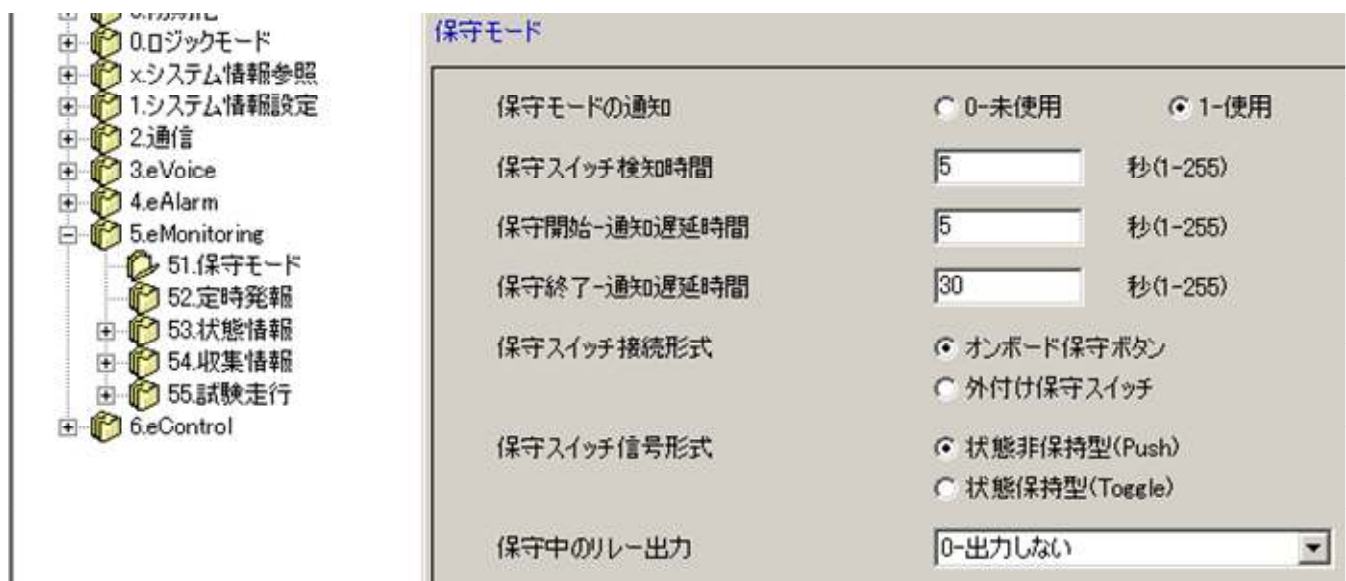 0.ロジックモード
x.システム情報参照
1.システム情報設定
2.通信
3.eVoice
4.eAlarm
5.eMonitoring
51.保守モード
52.定時発報
53.状態情報
54.収集情報
55.試験走行
6.eControl
保守モード
保守モードの通知 0-未使用 1-使用
保守スイッチ検知時間 5 秒(1-255)
保守開始-通知遅延時間 5 秒(1-255)
保守終了-通知遅延時間 30 秒(1-255)
保守スイッチ接続形式 オンボード保守ボタン
外付け保守スイッチ
保守スイッチ信号形式 状態非保持型(Push)
状態保持型(Toggle)
保守中のリレー出力 0-出力しない